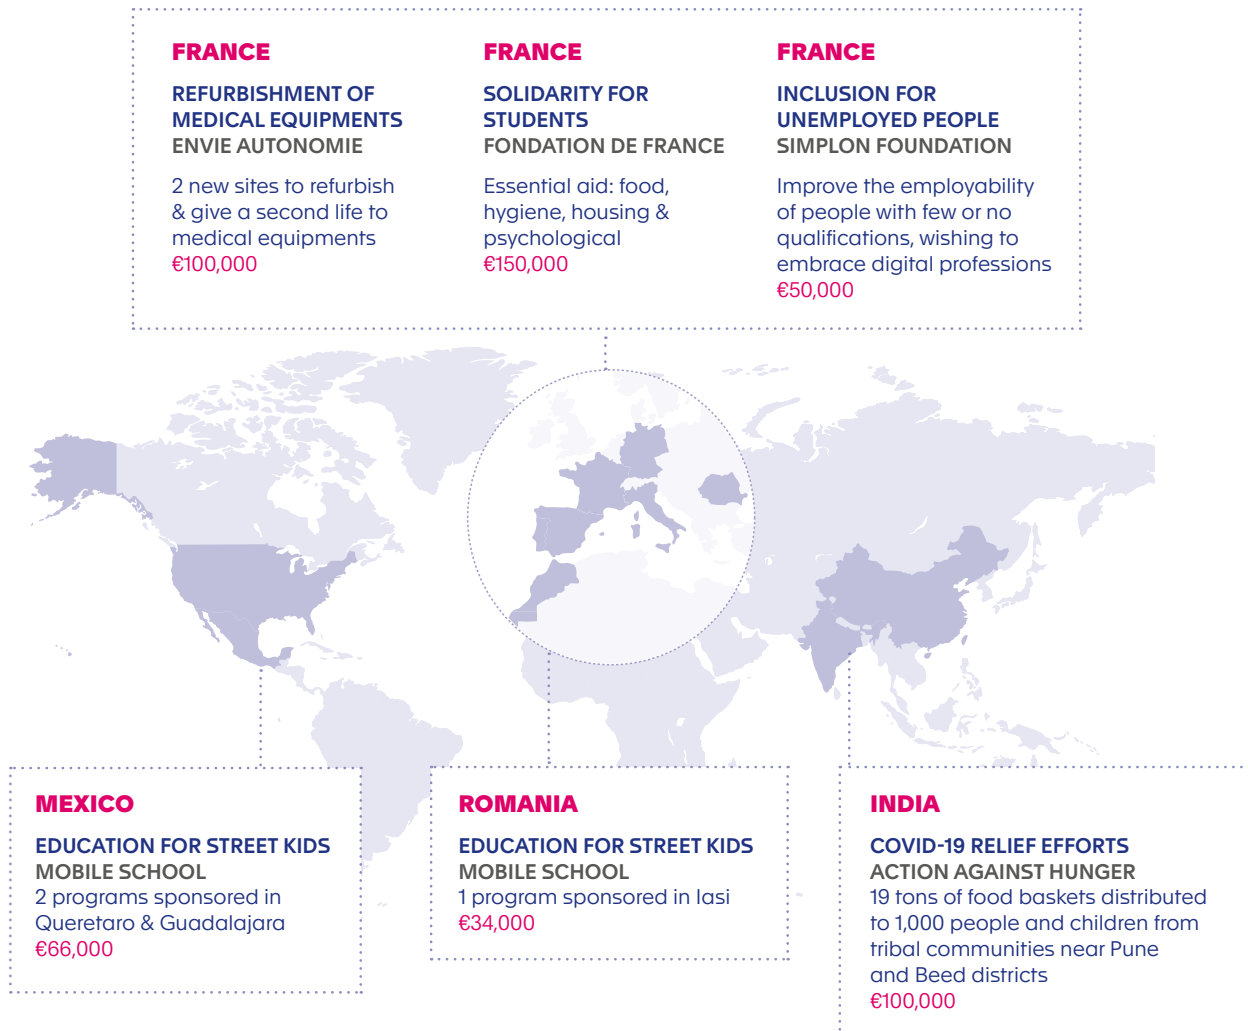 FRANCE
REFURBISHMENT OF
MEDICAL EQUIPMENTS
ENVIE AUTONOMIE
2 new sites to refurbish
& give a second life to
medical equipments
€100,000
FRANCE
SOLIDARITY FOR
STUDENTS
FONDATION DE FRANCE
Essential aid: food,
hygiene, housing &
psychological
€150,000
FRANCE
INCLUSION FOR
UNEMPLOYED PEOPLE
SIMPLON FOUNDATION
Improve the employability
of people with few or no
qualifications, wishing to
embrace digital professions
€50,000
MEXICO
EDUCATION FOR STREET KIDS
MOBILE SCHOOL
2 programs sponsored in
Queretaro & Guadalajara
€66,000
ROMANIA
EDUCATION FOR STREET KIDS
MOBILE SCHOOL
1 program sponsored in Iasi
€34,000
INDIA
COVID-19 RELIEF EFFORTS
ACTION AGAINST HUNGER
19 tons of food baskets distributed
to 1,000 people and children from
tribal communities near Pune
and Beed districts
€100,000